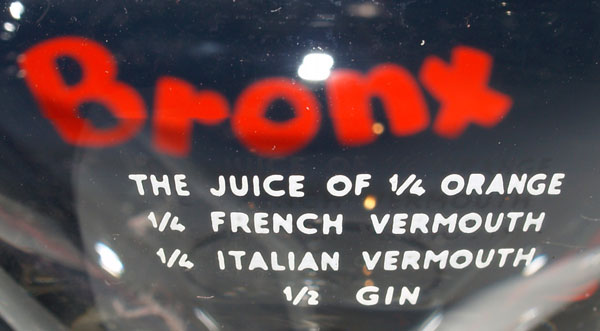 Bronx
THE JUICE OF 1/4 ORANGE
1/4 FRENCH VERMOUTH
1/4 ITALIAN VERMOUTH
1/2 GIN